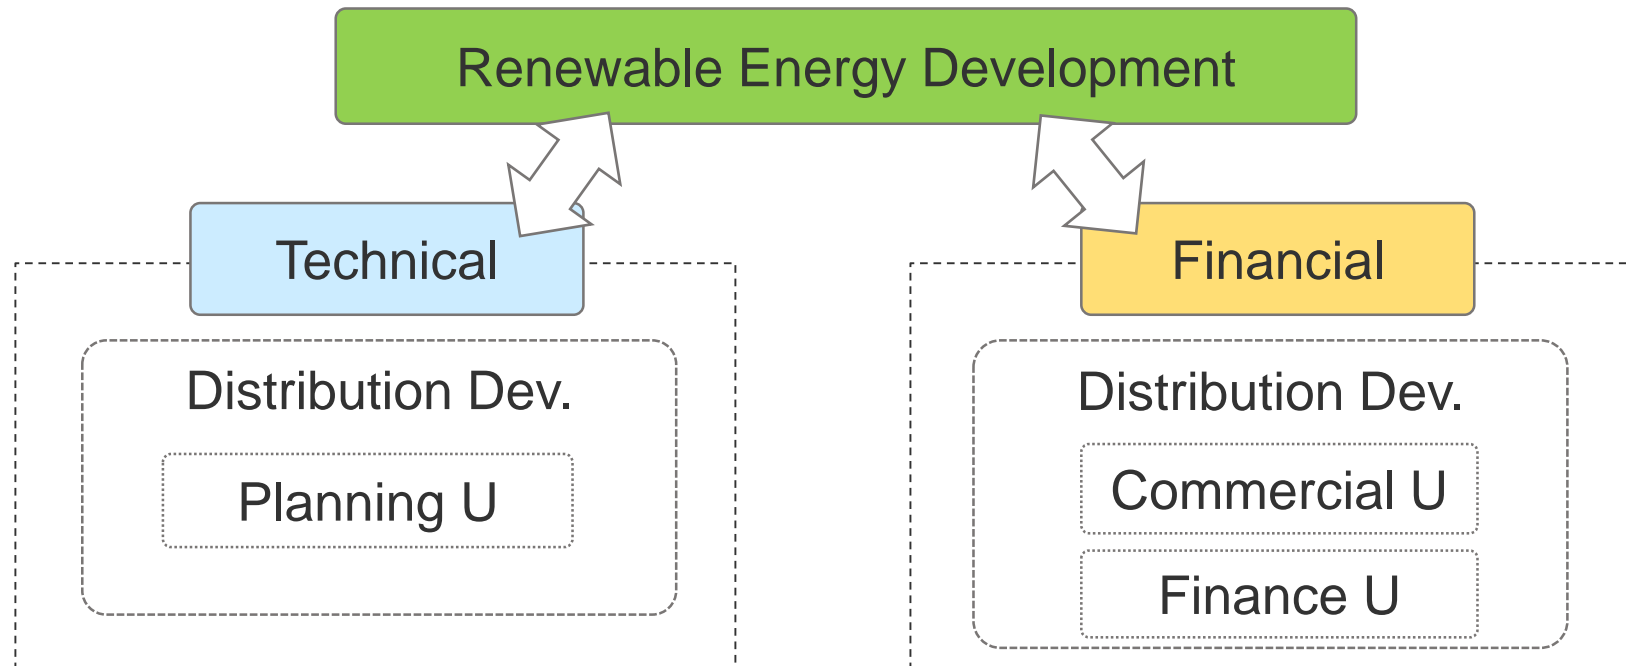 Renewable Energy Development
Technical
Distribution Dev.
Planning U
Financial
Distribution Dev.
Commercial U
Finance U